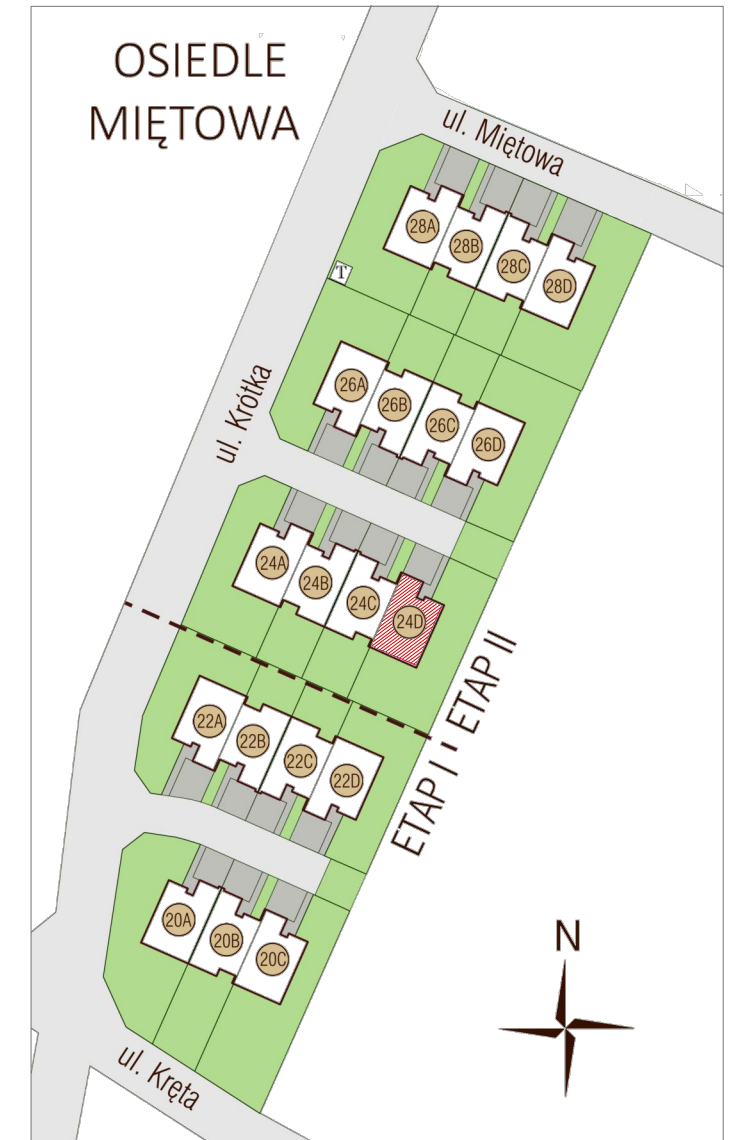 OSIEDLE
MIĘTOWA
ul. Miętowa
28A
28B
28C
28D
T
26A
26B
26C
26D
ul. Krótka
24A
24B
24C
24D
ETAP II
22A
22B
22C
22D
ETAP I
20A
20B
20C
N
ul. Kręta